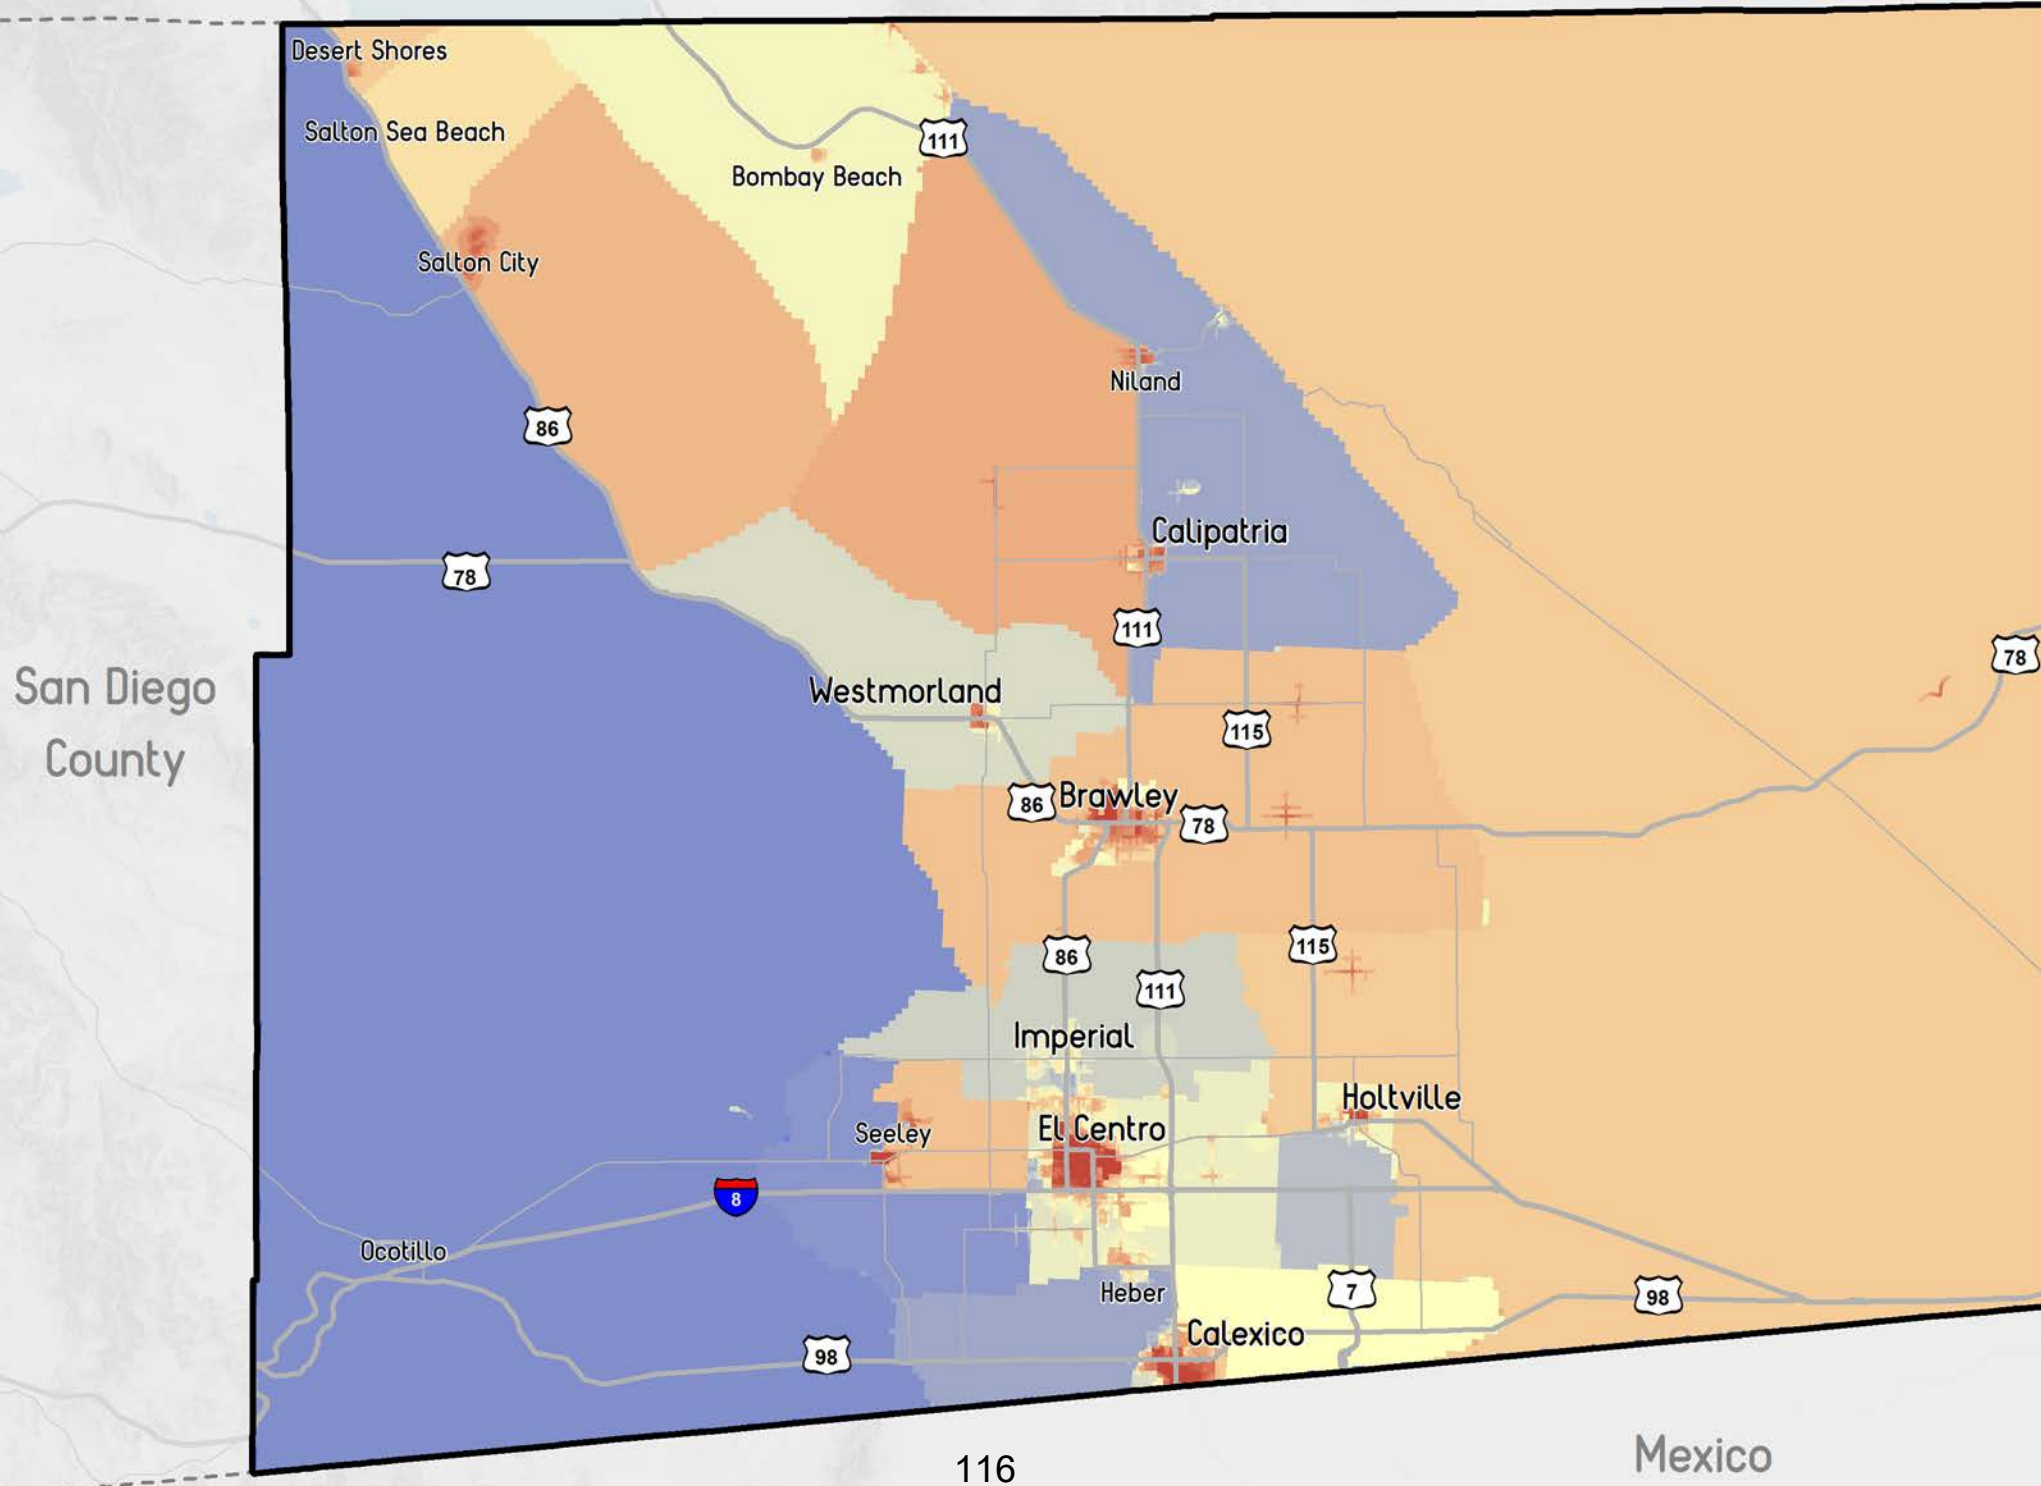 Desert Shores
Salton Sea Beach
111
Bombay Beach
Salton City
Niland
86
Calipatria
78
111
78
San Diego
County
Westmorland
115
86
Brawley
78
86
115
111
Imperial
Holtville
El Centro
Seeley
8
Ocotillo
Heber
7
98
Calexico
98
Mexico
116